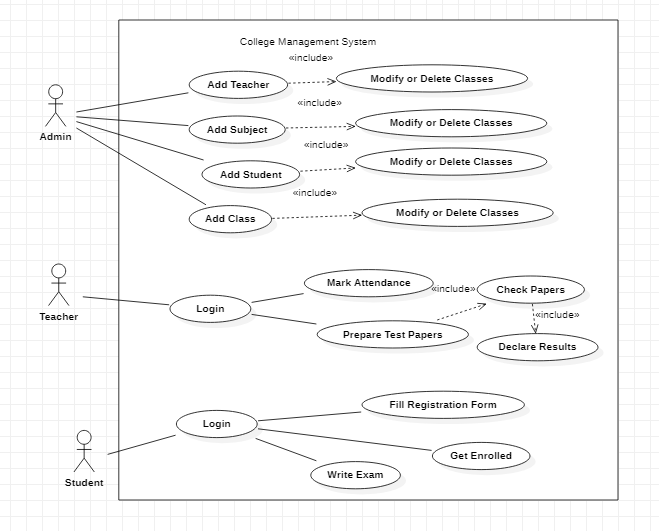 College Management System
«include»
Add Teacher
Modify or Delete Classes
«include»
Admin
Add Subject
Modify or Delete Classes
«include»
Add Student
Modify or Delete Classes
«include»
Add Class
Modify or Delete Classes
Teacher
Login
Mark Attendance
«include»
Check Papers
«include»
Prepare Test Papers
Declare Results
Student
Login
Fill Registration Form
Get Enrolled
Write Exam